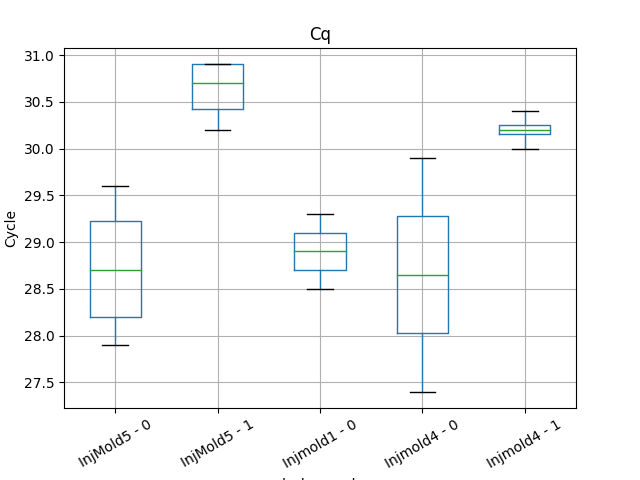 Cq
31.0
30.5
30.0
29.5
29.0
28.5
28.0
27.5
Cycle
InjMold5 - 0
InjMold5 - 1
Injmold1 - 0
Injmold4 - 0
Injmold4 - 1